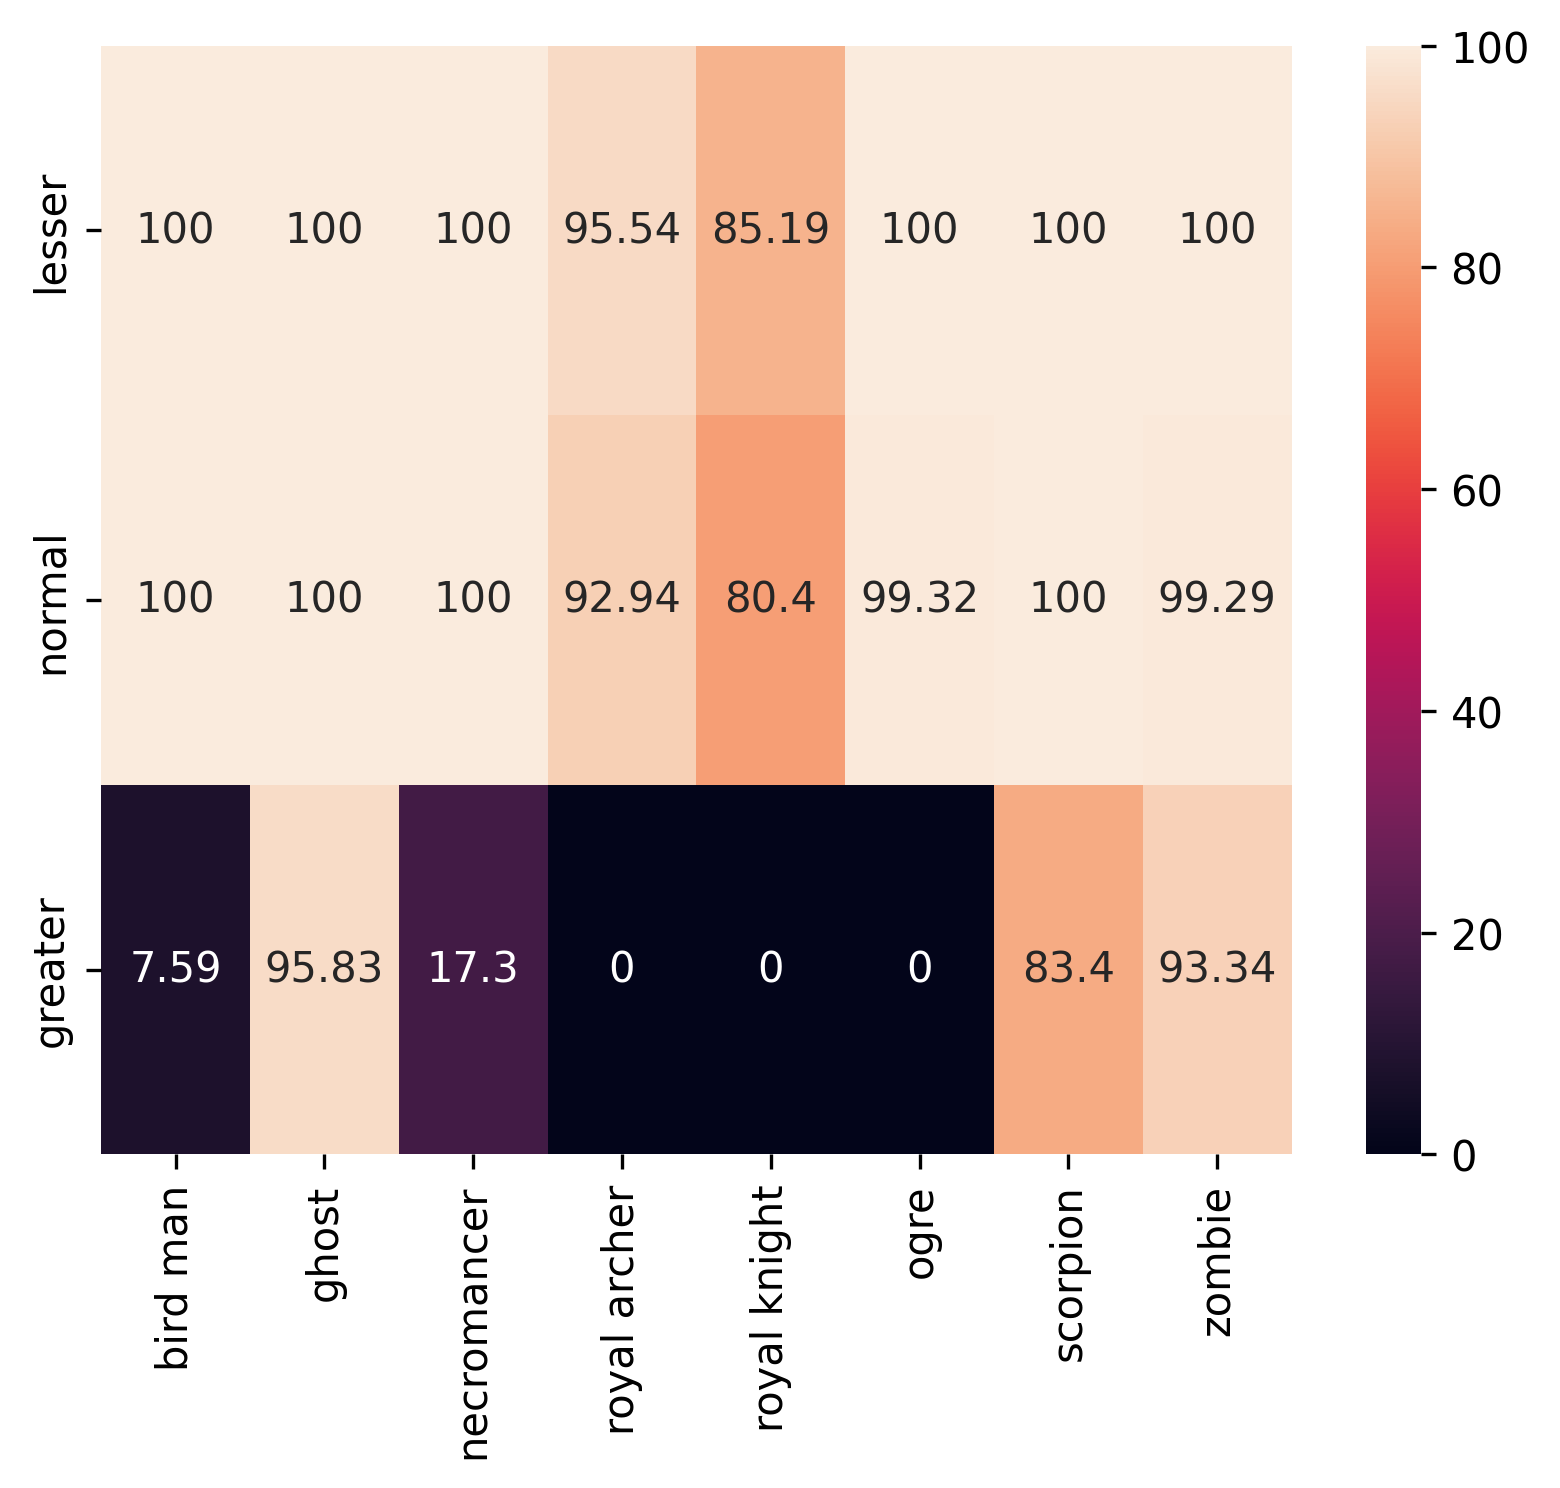 100
80
60
40
20
0
lesser
100 100 100 95.54 85.19 100 100 100
normal
100 100 100 92.94 80.4 99.32 100 99.29
greater
7.59 95.83 17.3 0 0 0 83.4 93.34
bird man
ghost
necromancer
royal archer
royal knight
ogre
scorpion
zombie